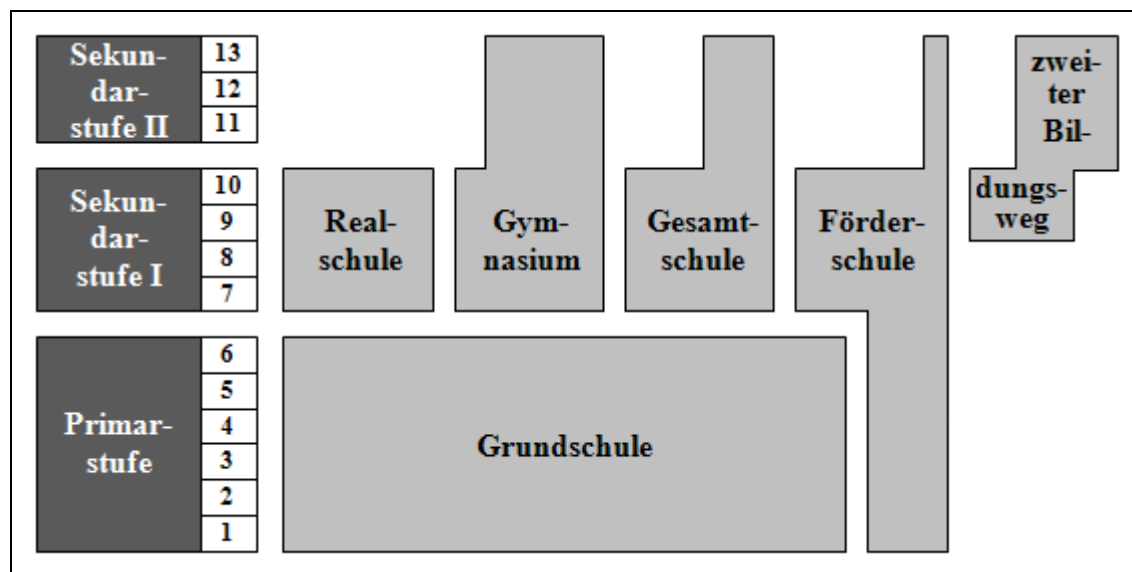 Sekun-
dar-
stufe II
13
12
11
zwei-
ter
Bil-
dungs-
weg
Sekun-
dar-
stufe I
10
9
8
7
Real-
schule
Gym-
nasium
Gesamt-
schule
Förder-
schule
Primar-
stufe
6
5
4
3
2
1
Grundschule